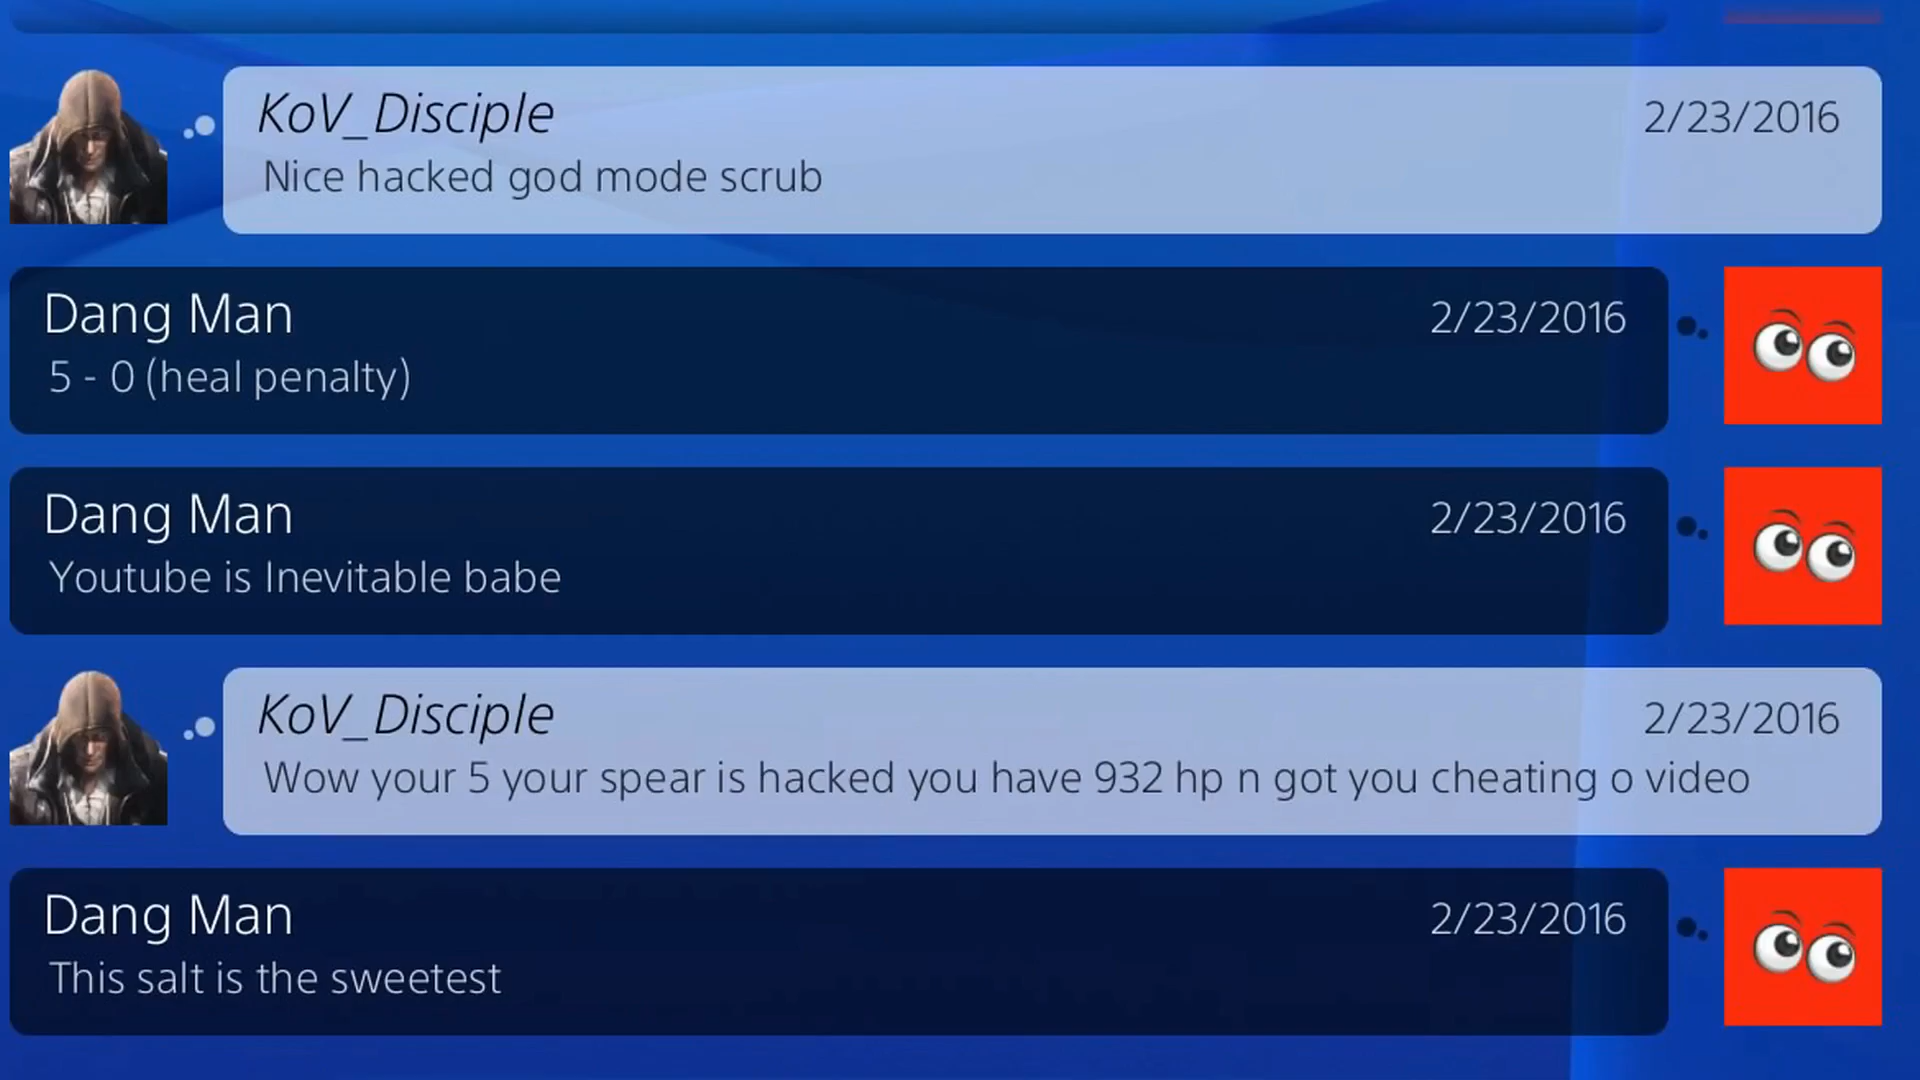 KoV_Disciple
2/23/2016
Nice hacked god mode scrub
Dang Man
2/23/2016
5 - 0 (heal penalty)
Dang Man
2/23/2016
Youtube is Inevitable babe
KoV_Disciple
2/23/2016
Wow your 5 your spear is hacked you have 932 hp n got you cheating o video
Dang Man
2/23/2016
This salt is the sweetest